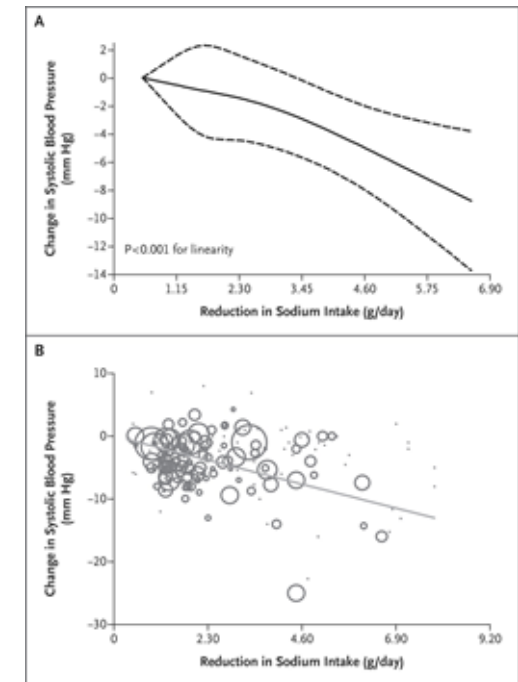 A
Change in Systolic Blood Pressure
(mm Hg)
2
0
−2
−4
−6
−8
−10
−12
−14
P<0.001 for linearity
0
1.15
2.30
3.45
4.60
5.75
6.90
Reduction in Sodium Intake (g/day)
B
Change in Systolic Blood Pressure
(mm Hg)
10
0
−10
−20
−30
0
2.30
4.60
6.90
9.20
Reduction in Sodium Intake (g/day)